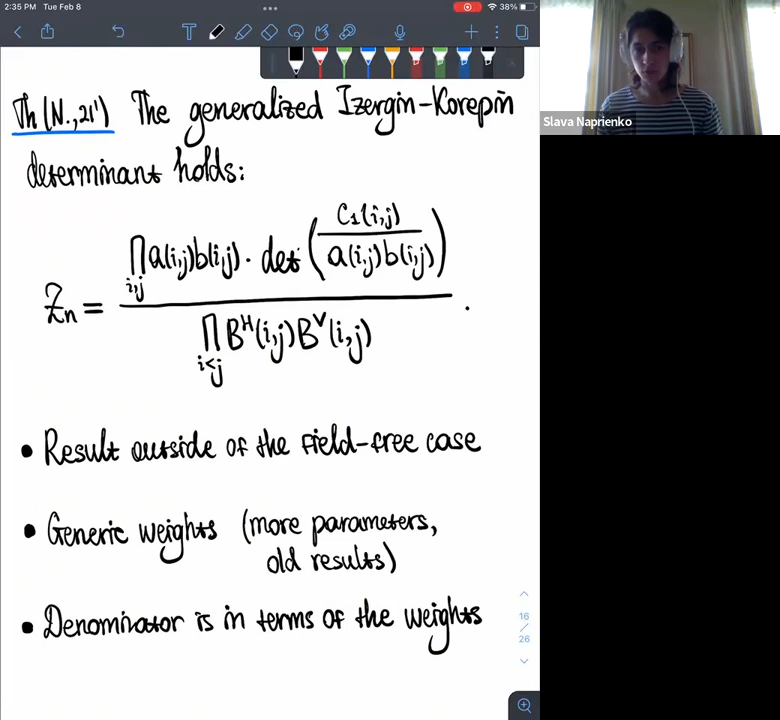 2:35 PM Tue Feb 8
38%
Th (N., 21') The generalized Izergin-Korepin
determinant holds:
Zₙ = ∏_{i,j} a(i,j)b(i,j) · det ( c₁(i,j) / a(i,j)b(i,j) ) / ∏_{i<j} Bᴴ(i,j)Bⱽ(i,j) .
• Result outside of the field-free case
• Generic weights (more parameters,
old results)
• Denominator is in terms of the weights
16
/
26
Slava Naprienko